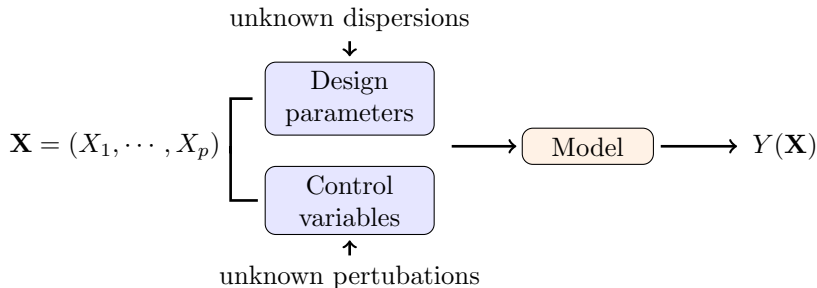 unknown dispersions
Design
parameters
𝐗 = (X₁, ⋯ , Xₚ)
Model
Y(𝐗)
Control
variables
unknown pertubations